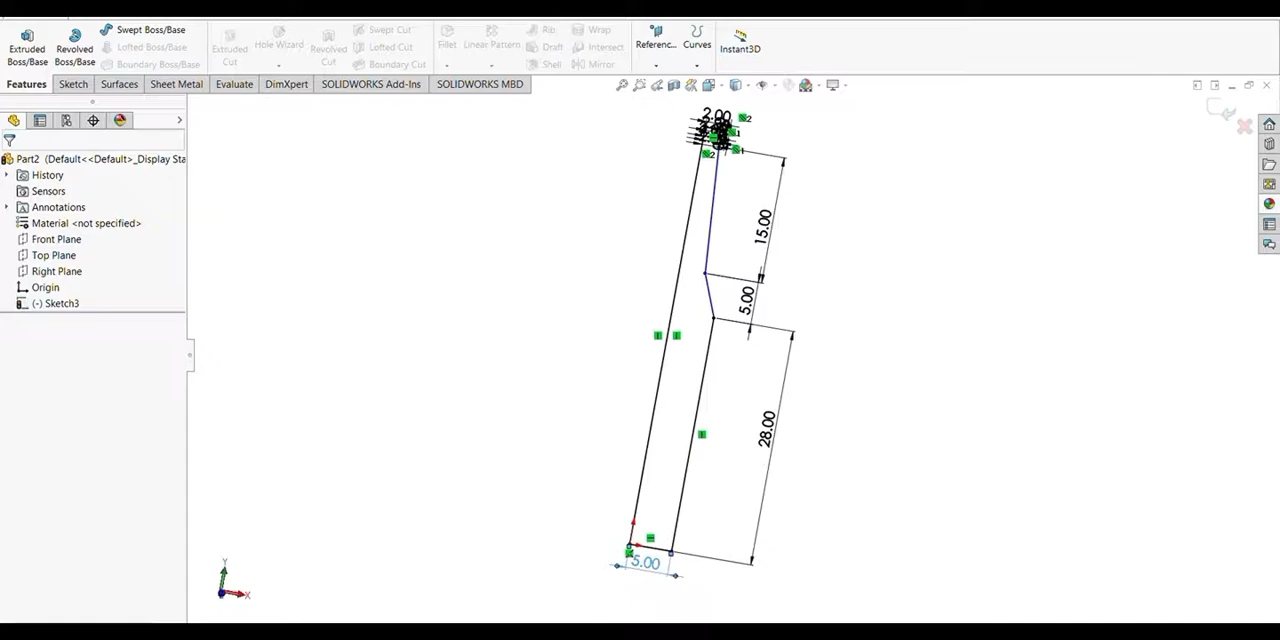 Extruded Boss/Base
Revolved Boss/Base
Swept Boss/Base
Lofted Boss/Base
Boundary Boss/Base
Extruded Cut
Hole Wizard
Revolved Cut
Swept Cut
Lofted Cut
Boundary Cut
Fillet
Linear Pattern
Rib
Draft
Shell
Wrap
Intersect
Mirror
Referenc...
Curves
Instant3D
Features
Sketch
Surfaces
Sheet Metal
Evaluate
DimXpert
SOLIDWORKS Add-Ins
SOLIDWORKS MBD
Part2 (Default<<Default>_Display Sta
History
Sensors
Annotations
Material <not specified>
Front Plane
Top Plane
Right Plane
Origin
(-) Sketch3
2.00
15.00
5.00
28.00
5.00
Y
X